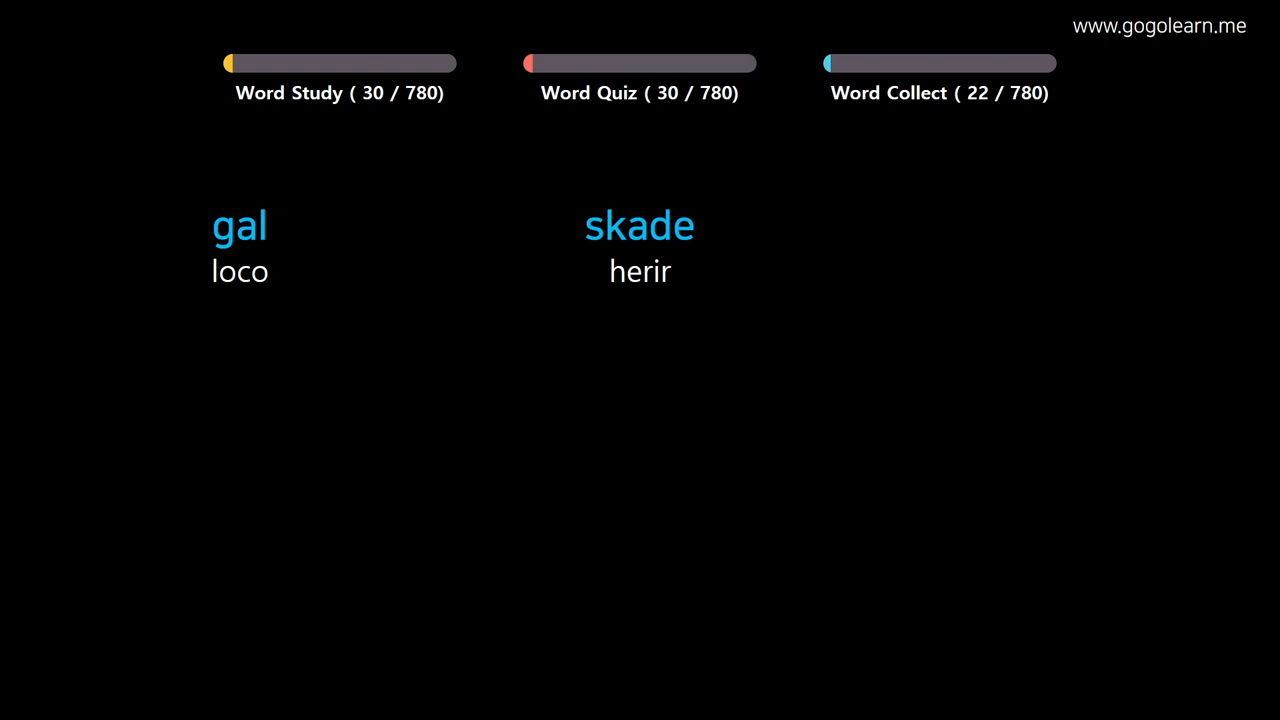 www.gogolearn.me
Word Study ( 30 / 780)
Word Quiz ( 30 / 780)
Word Collect ( 22 / 780)
gal
loco
skade
herir